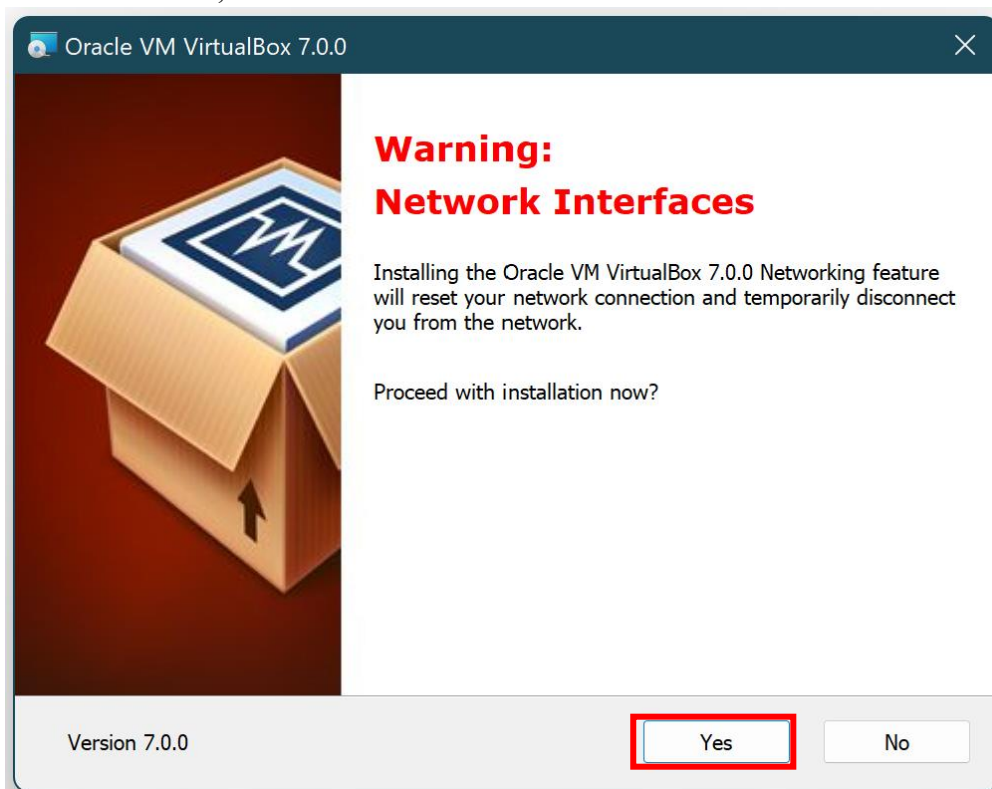 Oracle VM VirtualBox 7.0.0
Warning:
Network Interfaces
Installing the Oracle VM VirtualBox 7.0.0 Networking feature
will reset your network connection and temporarily disconnect
you from the network.
Proceed with installation now?
Version 7.0.0
Yes
No